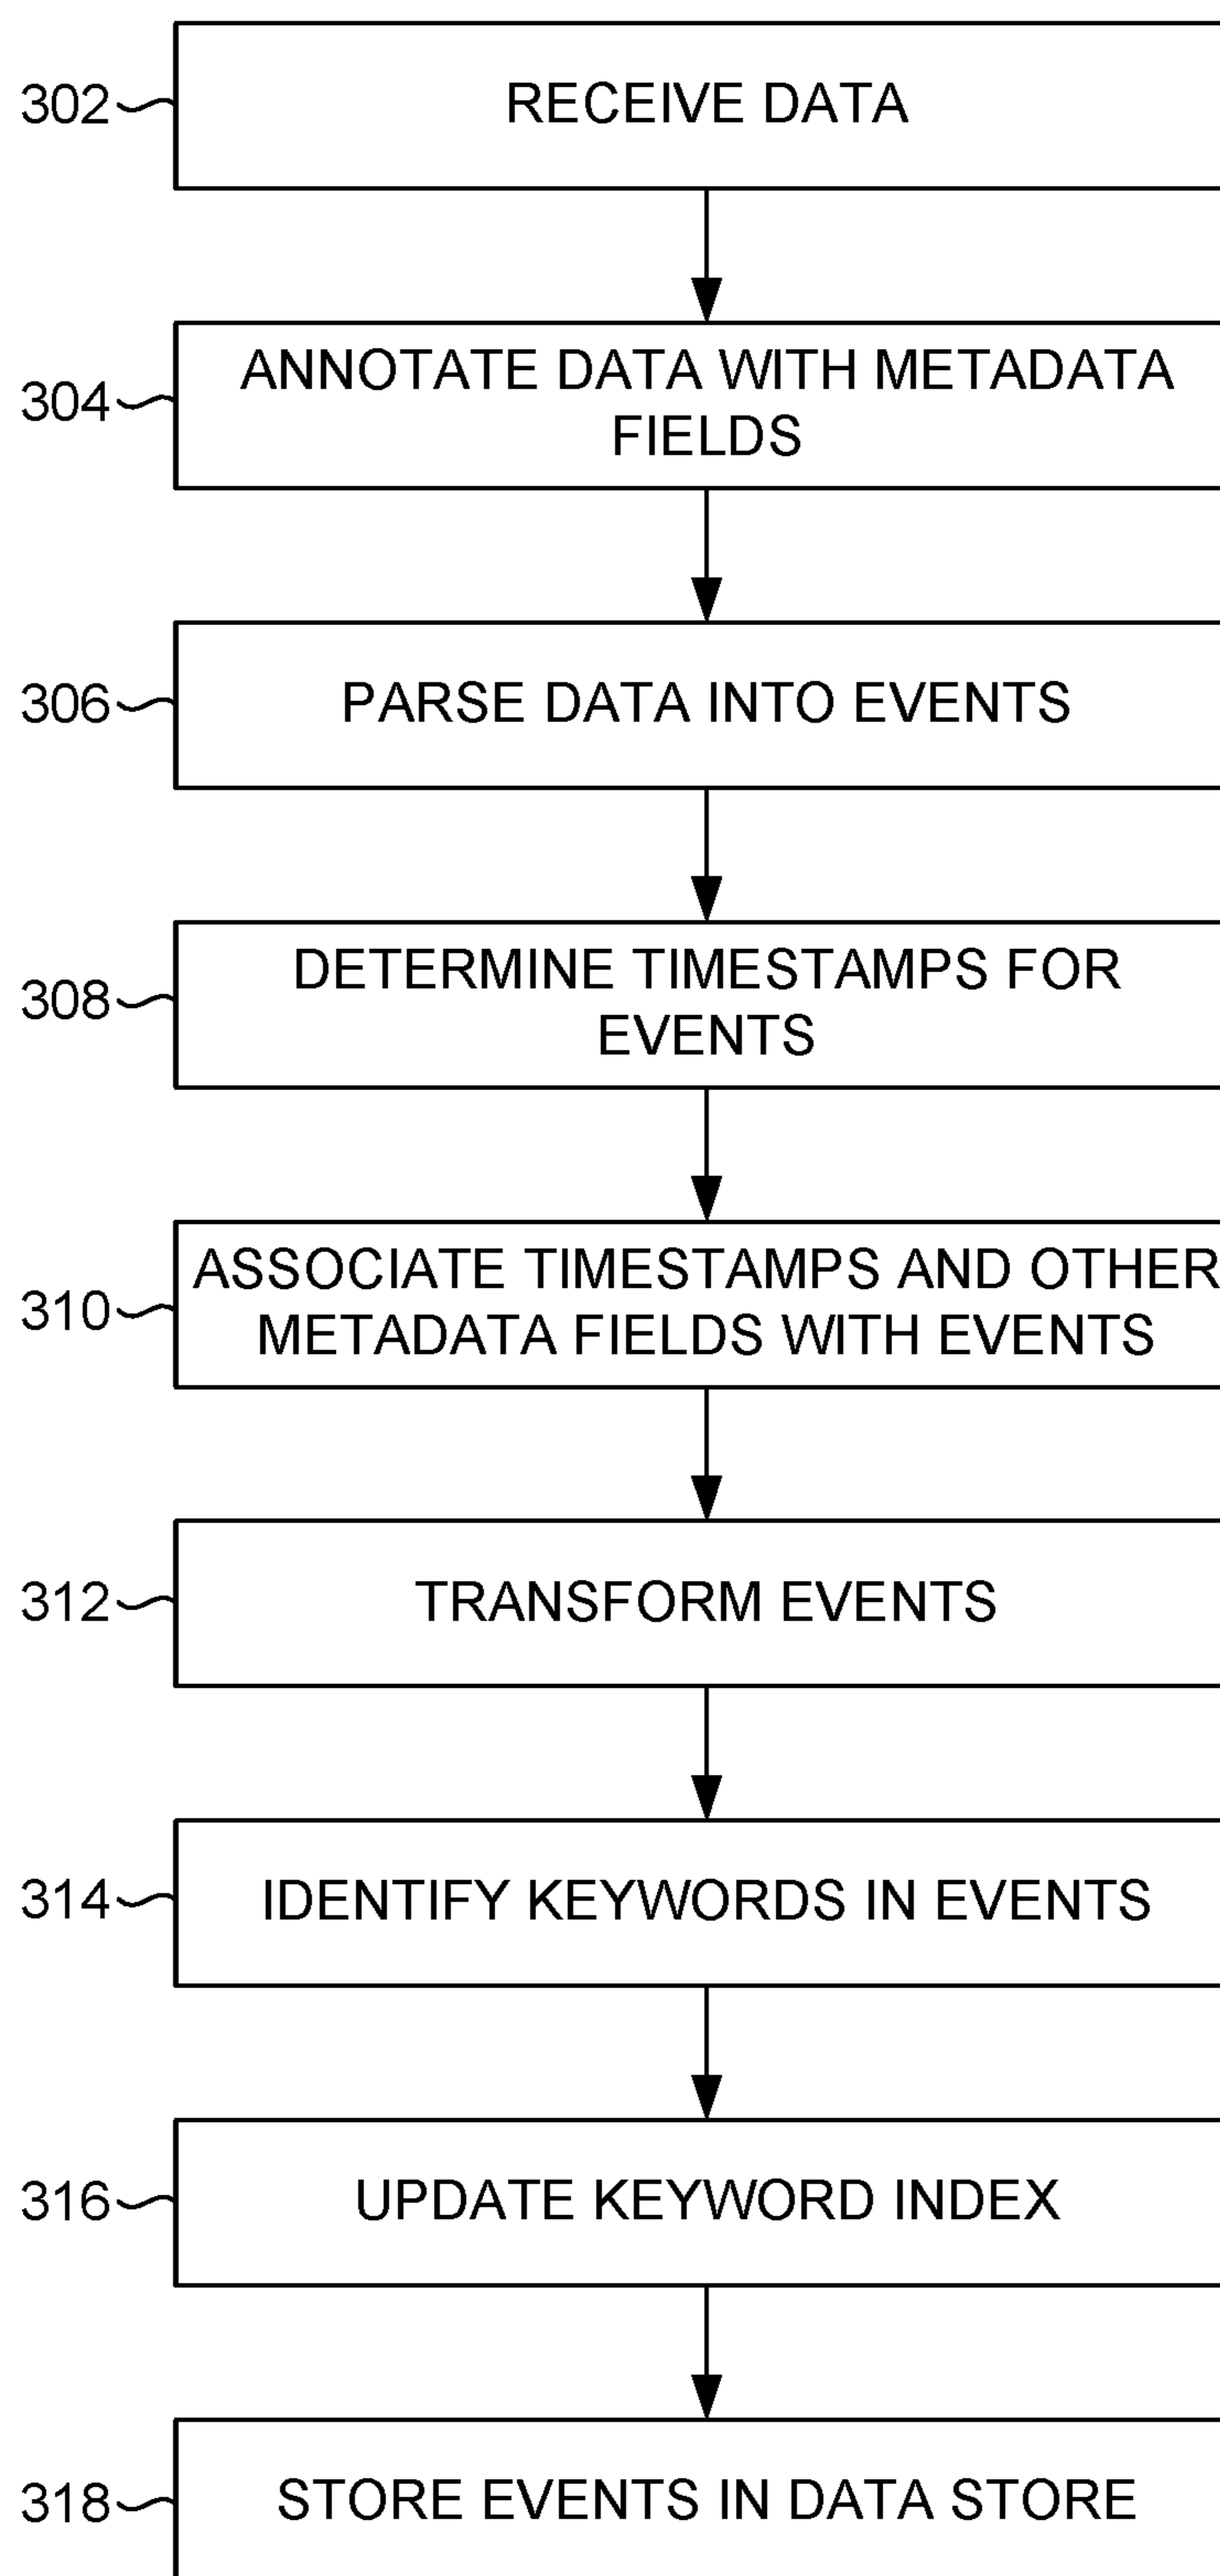 302
RECEIVE DATA
304
ANNOTATE DATA WITH METADATA
FIELDS
306
PARSE DATA INTO EVENTS
308
DETERMINE TIMESTAMPS FOR
EVENTS
310
ASSOCIATE TIMESTAMPS AND OTHER
METADATA FIELDS WITH EVENTS
312
TRANSFORM EVENTS
314
IDENTIFY KEYWORDS IN EVENTS
316
UPDATE KEYWORD INDEX
318
STORE EVENTS IN DATA STORE